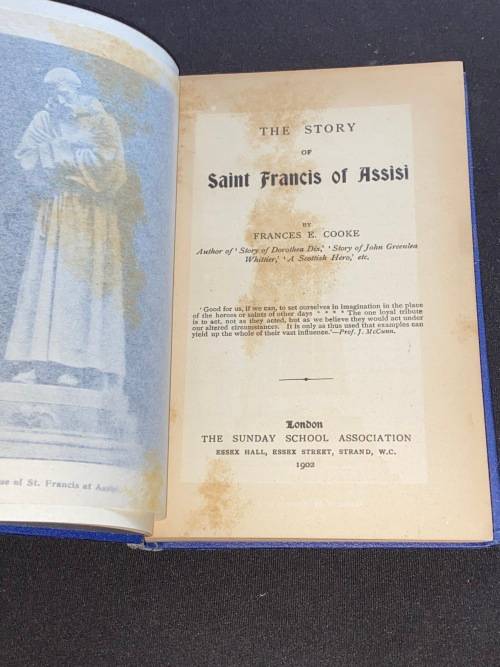 THE STORY
OF
Saint Francis of Assisi
BY
FRANCES E. COOKE
Author of 'Story of Dorothea Dix,' 'Story of John Greenlea
Whittier,' 'A Scottish Hero,' etc.
'Good for us, if we can, to set ourselves in imagination in the place
of the heroes or saints of other days * * * * The one loyal tribute
is to act, not as they acted, but as we believe they would act under
our altered circumstances. It is only as thus used that examples can
yield up the whole of their vast influence.'—Prof. J. McCunn.
London
THE SUNDAY SCHOOL ASSOCIATION
ESSEX HALL, ESSEX STREET, STRAND, W.C.
1902
of St. Francis at